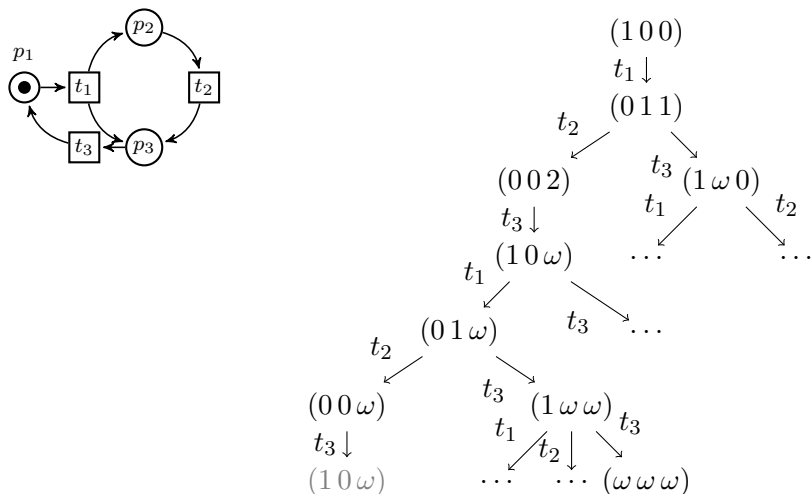 p₁
p₂
t₁
t₂
t₃
p₃
(1 0 0)
t₁
(0 1 1)
t₂
t₃
(0 0 2)
(1 ω 0)
t₃
t₁
t₂
(1 0 ω)
···
···
t₁
t₃
(0 1 ω)
···
t₂
t₃
(0 0 ω)
(1 ω ω)
t₃
t₁
t₂
t₃
(1 0 ω)
···
···
(ω ω ω)